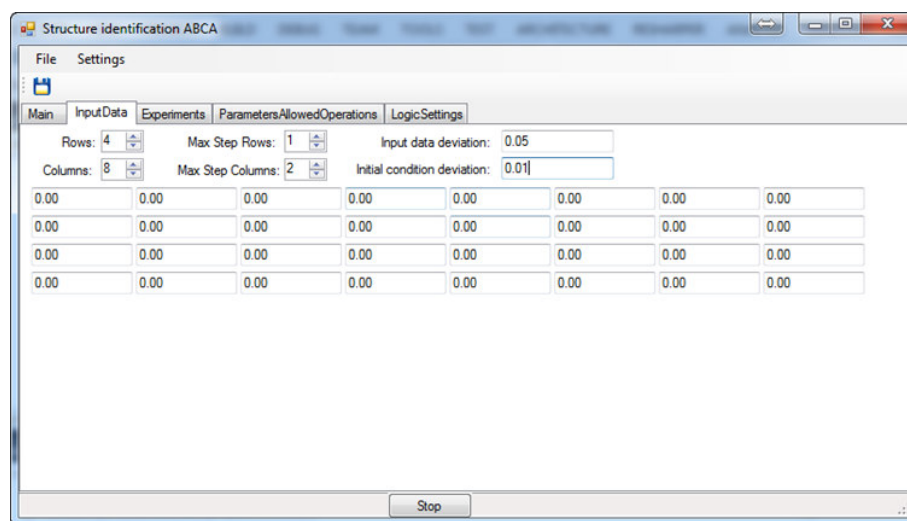 Structure identification ABCA
File Settings
Main InputData Experiments ParametersAllowedOperations LogicSettings
Rows: 4 Max Step Rows: 1 Input data deviation: 0.05
Columns: 8 Max Step Columns: 2 Initial condition deviation: 0.01
0.00 0.00 0.00 0.00 0.00 0.00 0.00 0.00
0.00 0.00 0.00 0.00 0.00 0.00 0.00 0.00
0.00 0.00 0.00 0.00 0.00 0.00 0.00 0.00
0.00 0.00 0.00 0.00 0.00 0.00 0.00 0.00
Stop